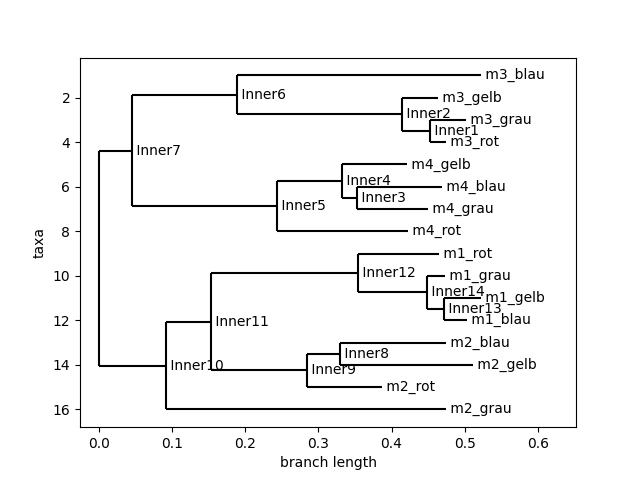 m3_blau
Inner6
m3_gelb
2
Inner2
m3_grau
Inner1
4
m3_rot
Inner7
m4_gelb
Inner4
6
m4_blau
Inner3
Inner5
m4_grau
8
m4_rot
taxa
m1_rot
Inner12
10
m1_grau
Inner14
m1_gelb
Inner13
12
m1_blau
Inner11
m2_blau
Inner8
14
Inner10
m2_gelb
Inner9
m2_rot
16
m2_grau
0.0 0.1 0.2 0.3 0.4 0.5 0.6
branch length